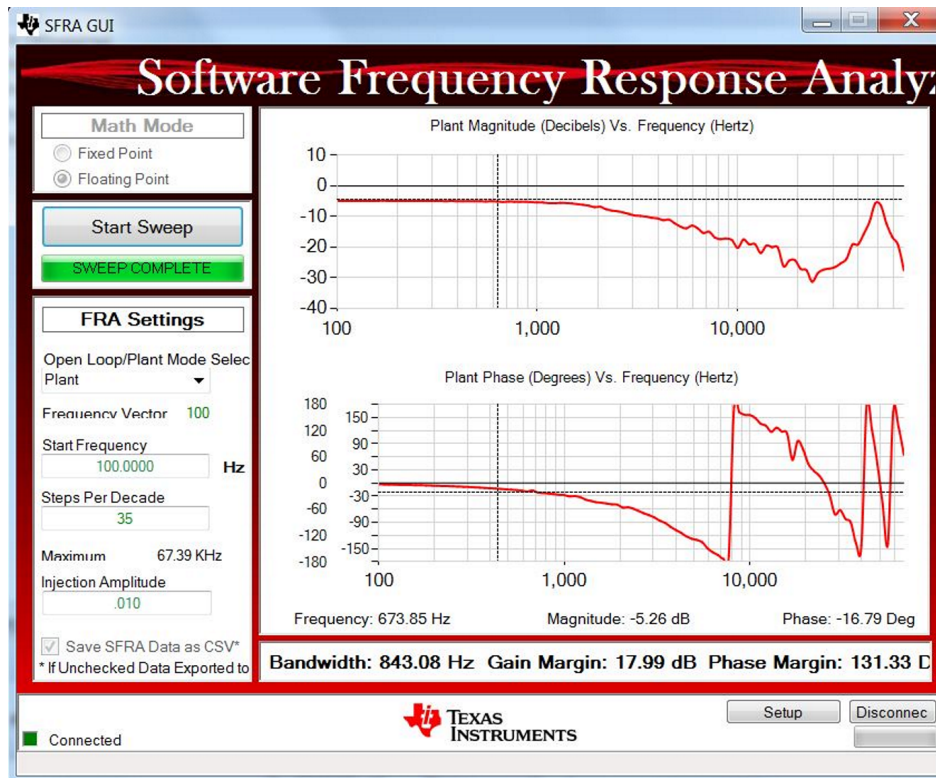 SFRA GUI
Software Frequency Response Analyz
Math Mode
Fixed Point
Floating Point
Start Sweep
SWEEP COMPLETE
FRA Settings
Open Loop/Plant Mode Selec
Plant
Frequency Vector 100
Start Frequency
100.0000 Hz
Steps Per Decade
35
Maximum 67.39 KHz
Injection Amplitude
.010
Save SFRA Data as CSV*
* If Unchecked Data Exported to
Plant Magnitude (Decibels) Vs. Frequency (Hertz)
10
0
-10
-20
-30
-40
100 1,000 10,000
Plant Phase (Degrees) Vs. Frequency (Hertz)
180
150
120
90
60
30
0
-30
-60
-90
-120
-150
-180
100 1,000 10,000
Frequency: 673.85 Hz Magnitude: -5.26 dB Phase: -16.79 Deg
Bandwidth: 843.08 Hz Gain Margin: 17.99 dB Phase Margin: 131.33 D
Connected
TEXAS
INSTRUMENTS
Setup Disconnec